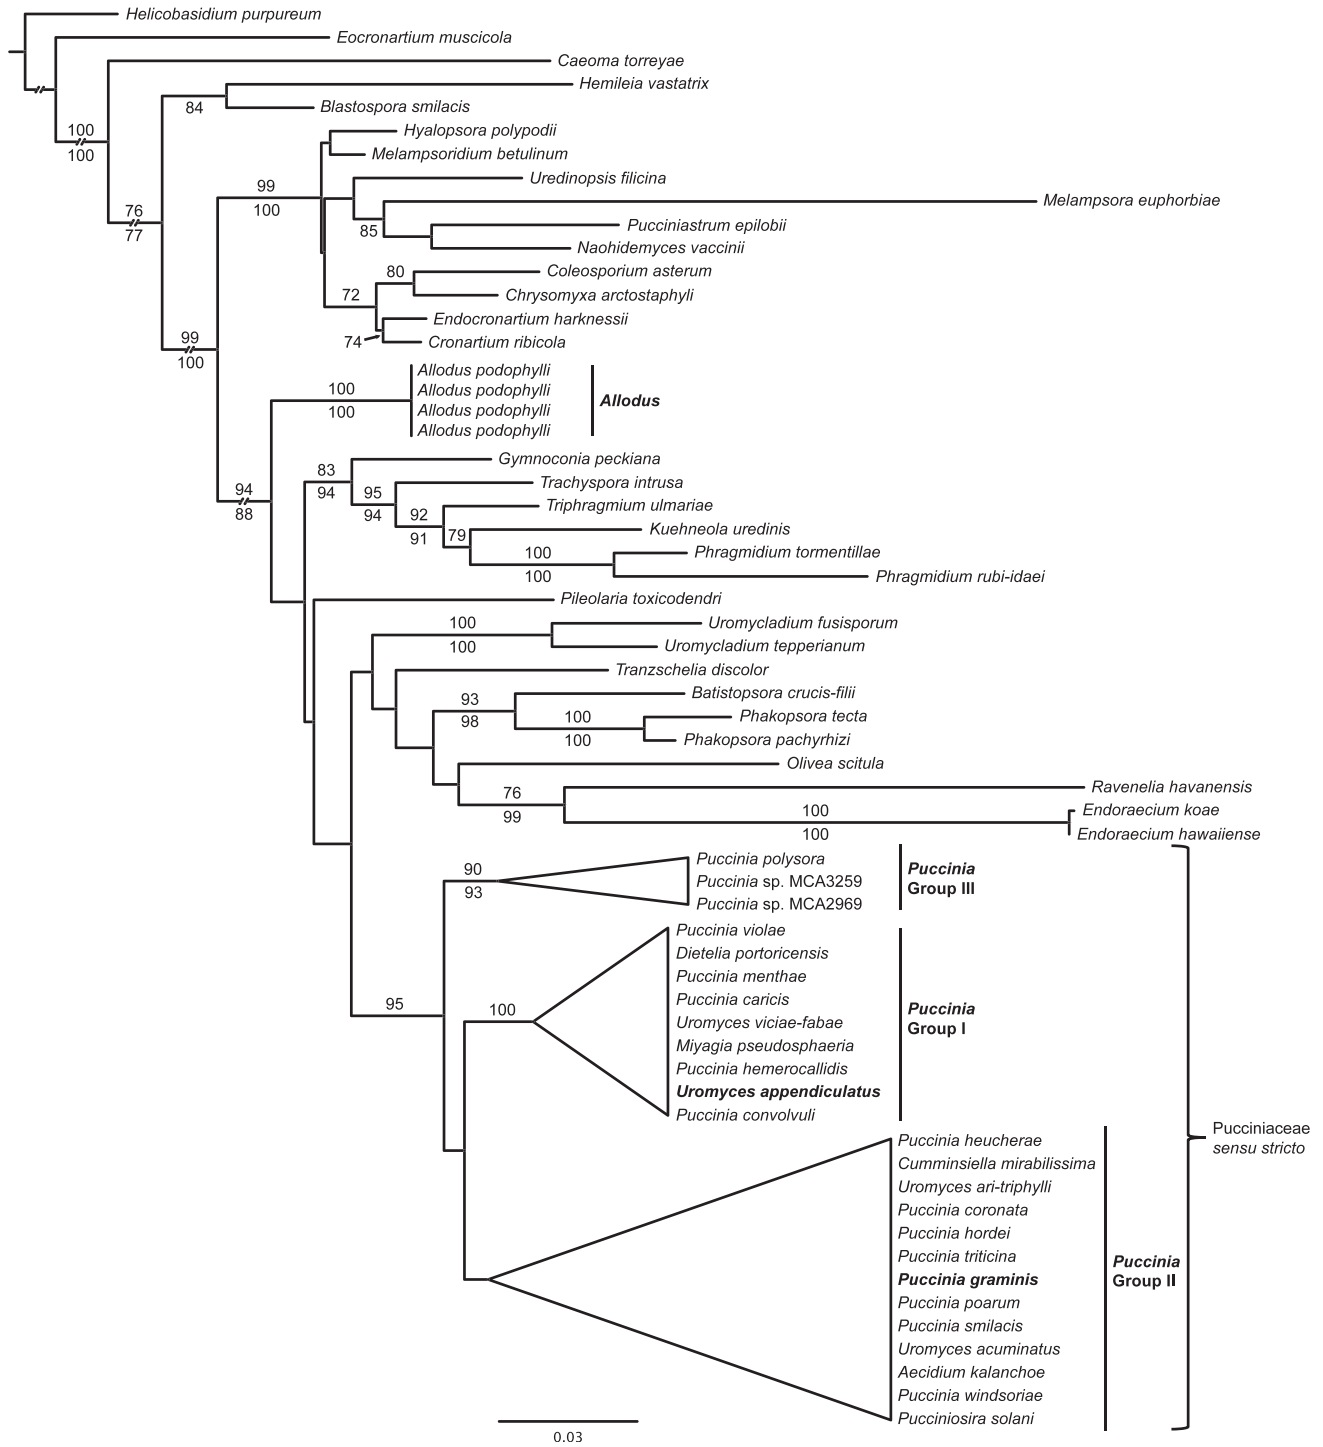 Helicobasidium purpureum
Eocronartium muscicola
Caeoma torreyae
Hemileia vastatrix
84
Blastospora smilacis
100
100
Hyalopsora polypodii
Melampsoridium betulinum
99
100
Uredinopsis filicina
76
77
Melampsora euphorbiae
85
Pucciniastrum epilobii
Naohidemyces vaccinii
80
Coleosporium asterum
72
Chrysomyxa arctostaphyli
Endocronartium harknessii
74
Cronartium ribicola
99
100
Allodus podophylli
100
Allodus podophylli
Allodus
100
Allodus podophylli
Allodus podophylli
Gymnoconia peckiana
83
94
95
94
Trachyspora intrusa
94
88
92
91
Triphragmium ulmariae
79
Kuehneola uredinis
100
100
Phragmidium tormentillae
Phragmidium rubi-idaei
Pileolaria toxicodendri
100
100
Uromycladium fusisporum
Uromycladium tepperianum
Tranzschelia discolor
93
98
Batistopsora crucis-filii
100
100
Phakopsora tecta
Phakopsora pachyrhizi
Olivea scitula
76
99
Ravenelia havanensis
100
100
Endoraecium koae
Endoraecium hawaiiense
90
93
Puccinia polysora
Puccinia sp. MCA3259
Puccinia sp. MCA2969
Puccinia
Group III
95
100
Puccinia violae
Dietelia portoricensis
Puccinia menthae
Puccinia caricis
Uromyces viciae-fabae
Miyagia pseudosphaeria
Puccinia hemerocallidis
Uromyces appendiculatus
Puccinia convolvuli
Puccinia
Group I
Puccinia heucherae
Cumminsiella mirabilissima
Uromyces ari-triphylli
Puccinia coronata
Puccinia hordei
Puccinia triticina
Puccinia graminis
Puccinia poarum
Puccinia smilacis
Uromyces acuminatus
Aecidium kalanchoe
Puccinia windsoriae
Pucciniosira solani
Puccinia
Group II
Pucciniaceae
sensu stricto
0.03